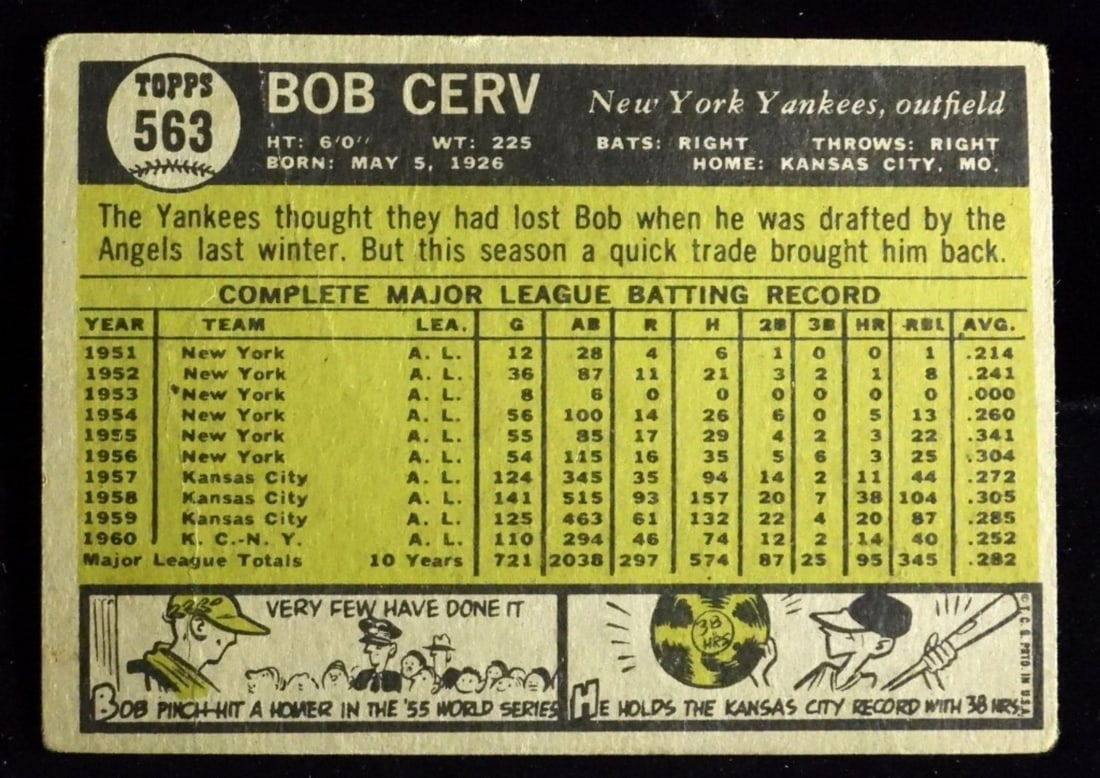 TOPPS
563
BOB CERV
New York Yankees, outfield
HT: 6'0" WT: 225 BATS: RIGHT THROWS: RIGHT
BORN: MAY 5, 1926 HOME: KANSAS CITY, MO.
The Yankees thought they had lost Bob when he was drafted by the
Angels last winter. But this season a quick trade brought him back.
COMPLETE MAJOR LEAGUE BATTING RECORD
YEAR TEAM LEA. G AB R H 2B 3B HR RBI AVG.
1951 New York A. L. 12 28 4 6 1 0 0 1 .214
1952 New York A. L. 36 87 11 21 3 2 1 8 .241
1953 New York A. L. 8 6 0 0 0 0 0 0 .000
1954 New York A. L. 56 100 14 26 6 0 5 13 .260
1955 New York A. L. 55 85 17 29 4 2 3 22 .341
1956 New York A. L. 54 115 16 35 5 6 3 25 .304
1957 Kansas City A. L. 124 345 35 94 14 2 11 44 .272
1958 Kansas City A. L. 141 515 93 157 20 7 38 104 .305
1959 Kansas City A. L. 125 463 61 132 22 4 20 87 .285
1960 K. C.-N. Y. A. L. 110 294 46 74 12 2 14 40 .252
Major League Totals 10 Years 721 2038 297 574 87 25 95 345 .282
VERY FEW HAVE DONE IT
BOB PINCH-HIT A HOMER IN THE '55 WORLD SERIES
38
HRS
HE HOLDS THE KANSAS CITY RECORD WITH 38 HRS.
© T. C. G. PRTD. IN U.S.A.